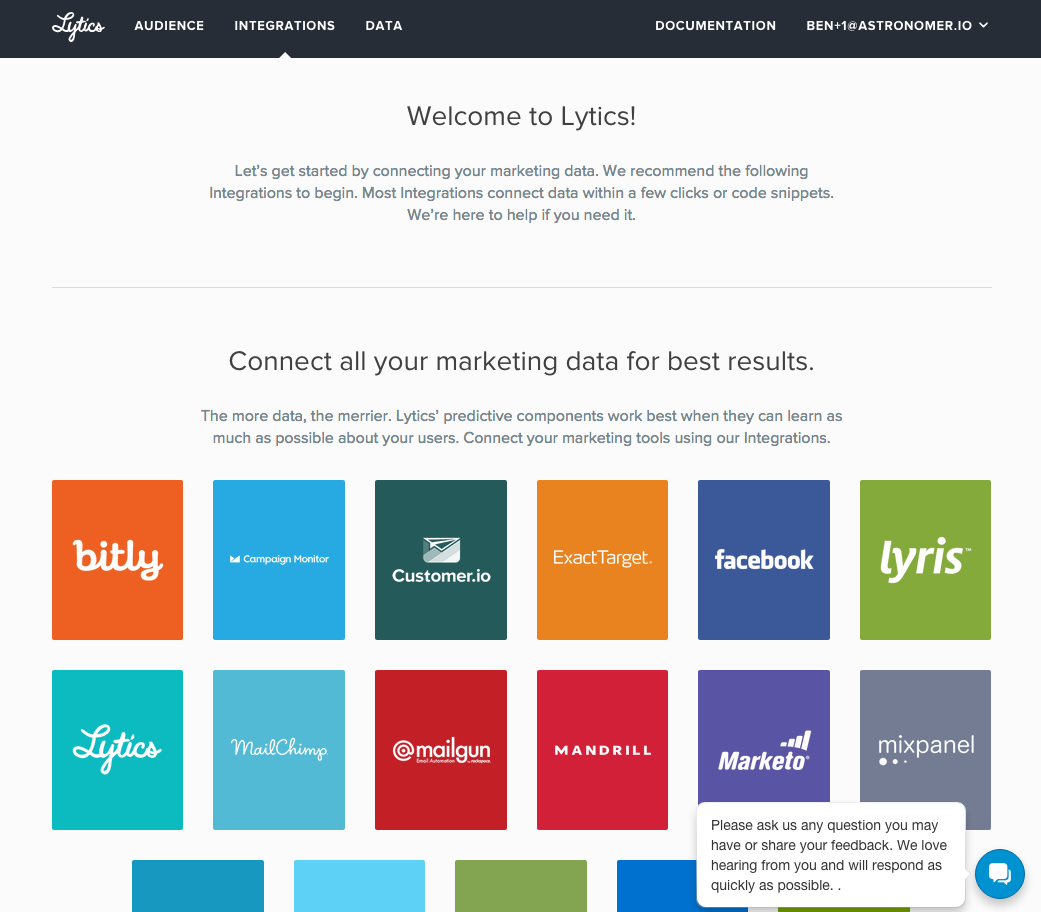 Lytics AUDIENCE INTEGRATIONS DATA DOCUMENTATION BEN+1@ASTRONOMER.IO
Welcome to Lytics!
Let's get started by connecting your marketing data. We recommend the following
Integrations to begin. Most Integrations connect data within a few clicks or code snippets.
We're here to help if you need it.
Connect all your marketing data for best results.
The more data, the merrier. Lytics' predictive components work best when they can learn as
much as possible about your users. Connect your marketing tools using our Integrations.
bitly
Campaign Monitor
Customer.io
ExactTarget.
facebook
lyris™
Lytics
MailChimp
@mailgun
Email Automation by rackspace.
MANDRILL
Marketo®
mixpanel
Please ask us any question you may
have or share your feedback. We love
hearing from you and will respond as
quickly as possible. .